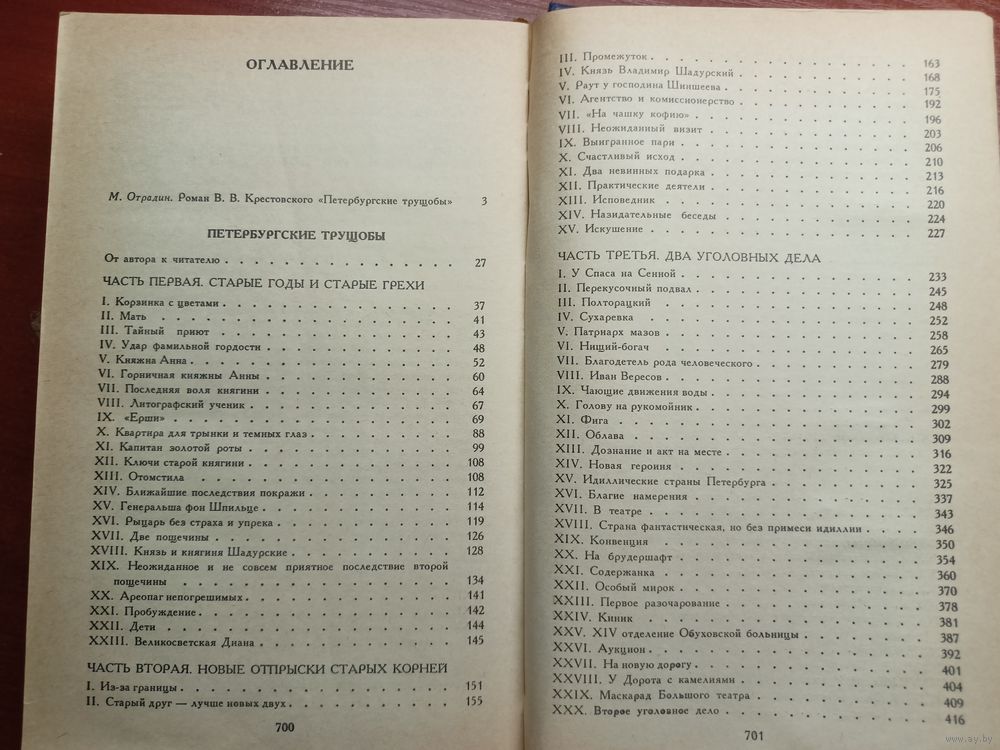 ОГЛАВЛЕНИЕ
М. Отрадин. Роман В. В. Крестовского «Петербургские трущобы» 3
ПЕТЕРБУРГСКИЕ ТРУЩОБЫ
От автора к читателю 27
ЧАСТЬ ПЕРВАЯ. СТАРЫЕ ГОДЫ И СТАРЫЕ ГРЕХИ
I. Корзинка с цветами 37
II. Мать 41
III. Тайный приют 43
IV. Удар фамильной гордости 48
V. Княжна Анна 52
VI. Горничная княжны Анны 60
VII. Последняя воля княгини 64
VIII. Литографский ученик 67
IX. «Ерши» 69
X. Квартира для трынки и темных глаз 88
XI. Капитан золотой роты 99
XII. Ключи старой княгини 108
XIII. Отомстила 108
XIV. Ближайшие последствия покражи 112
XV. Генеральша фон Шпильце 114
XVI. Рыцарь без страха и упрека 119
XVII. Две пощечины 126
XVIII. Князь и княгиня Шадурские 128
XIX. Неожиданное и не совсем приятное последствие второй
пощечины 134
XX. Ареопаг непогрешимых 141
XXI. Пробуждение 142
XXII. Дети 144
XXIII. Великосветская Диана 145
ЧАСТЬ ВТОРАЯ. НОВЫЕ ОТПРЫСКИ СТАРЫХ КОРНЕЙ
I. Из-за границы 151
II. Старый друг — лучше новых двух 155
700
III. Промежуток 163
IV. Князь Владимир Шадурский 168
V. Раут у господина Шиншеева 175
VI. Агентство и комиссионерство 192
VII. «На чашку кофию» 196
VIII. Неожиданный визит 203
IX. Выигранное пари 206
X. Счастливый исход 210
XI. Два невинных подарка 213
XII. Практические деятели 216
XIII. Исповедник 220
XIV. Назидательные беседы 224
XV. Искушение 227
ЧАСТЬ ТРЕТЬЯ. ДВА УГОЛОВНЫХ ДЕЛА
I. У Спаса на Сенной 233
II. Перекусочный подвал 245
III. Полторацкий 248
IV. Сухаревка 252
V. Патриарх мазов 258
VI. Нищий-богач 265
VII. Благодетель рода человеческого 279
VIII. Иван Вересов 288
IX. Чающие движения воды 294
X. Голову на рукомойник 299
XI. Фига 302
XII. Облава 309
XIII. Дознание и акт на месте 316
XIV. Новая героиня 322
XV. Идиллические страны Петербурга 325
XVI. Благие намерения 337
XVII. В театре 343
XVIII. Страна фантастическая, но без примеси идиллии 346
XIX. Конвенция 350
XX. На брудершафт 354
XXI. Содержанка 360
XXII. Особый мирок 370
XXIII. Первое разочарование 378
XXIV. Киник 381
XXV. XIV отделение Обуховской больницы 387
XXVI. Аукцион 392
XXVII. На новую дорогу 401
XXVIII. У Дорота с камелиями 404
XXIX. Маскарад Большого театра 409
XXX. Второе уголовное дело 416
701
www.ay.by